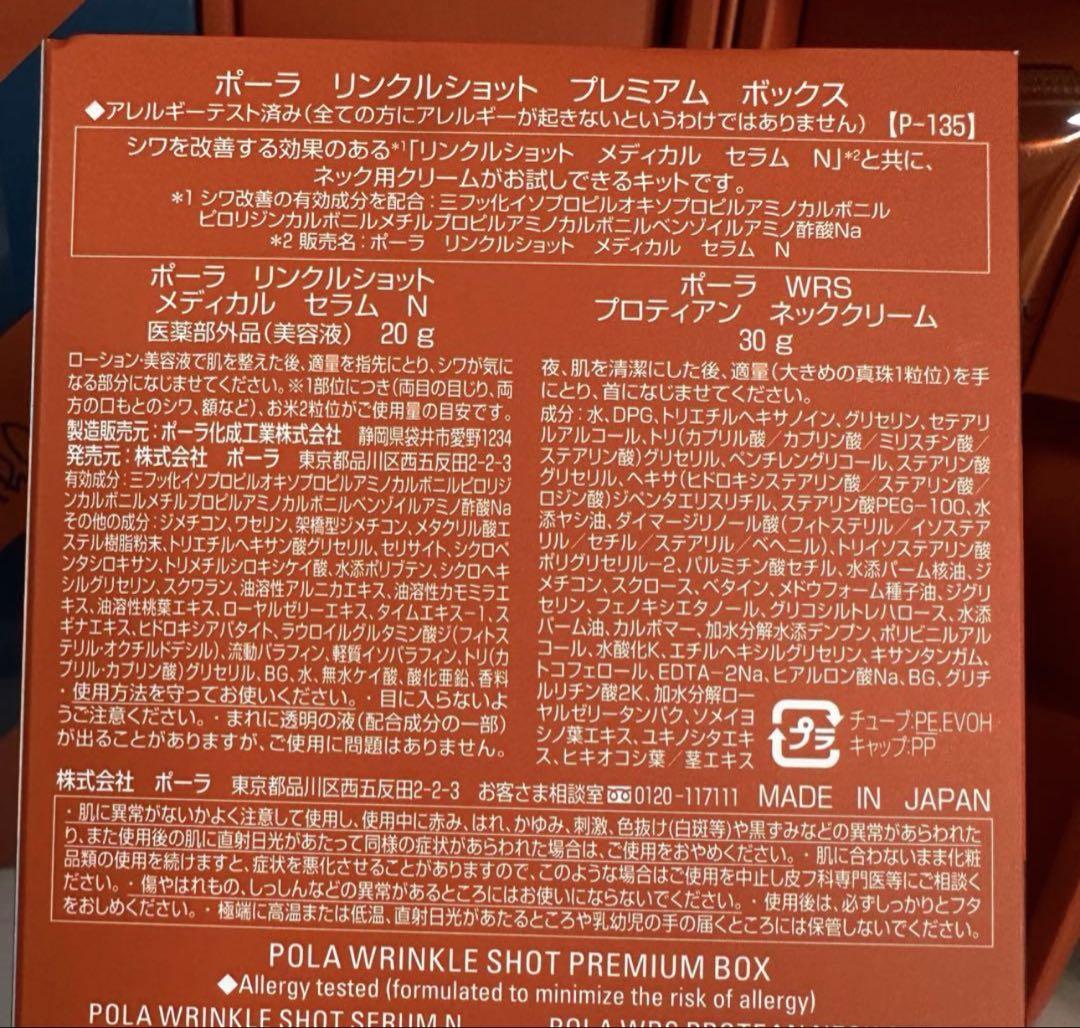 ポーラ リンクルショット プレミアム ボックス
◆アレルギーテスト済み(全ての方にアレルギーが起きないというわけではありません) 【P-135】
シワを改善する効果のある*1「リンクルショット メディカル セラム N」*2と共に、
ネック用クリームがお試しできるキットです。
*1 シワ改善の有効成分を配合：三フッ化イソプロピルオキソプロピルアミノカルボニル
ピロリジンカルボニルメチルプロピルアミノカルボニルベンゾイルアミノ酢酸Na
*2 販売名：ポーラ リンクルショット メディカル セラム N
ポーラ リンクルショット
メディカル セラム N
医薬部外品(美容液) 20 g
ローション・美容液で肌を整えた後、適量を指先にとり、シワが気に
なる部分になじませてください。※1部位につき(両目の目じり、両
方の口もとのシワ、額など)、お米2粒位がご使用量の目安です。
製造販売元：ポーラ化成工業株式会社 静岡県袋井市愛野1234
発売元：株式会社 ポーラ 東京都品川区西五反田2-2-3
有効成分：三フッ化イソプロピルオキソプロピルアミノカルボニルピロリジ
ンカルボニルメチルプロピルアミノカルボニルベンゾイルアミノ酢酸Na
その他の成分：ジメチコン、ワセリン、架橋型ジメチコン、メタクリル酸エ
ステル樹脂粉末、トリエチルヘキサン酸グリセリル、セリサイト、シクロペ
ンタシロキサン、トリメチルシロキシケイ酸、水添ポリブテン、シクロヘキ
シルグリセリン、スクワラン、油溶性アルニカエキス、油溶性カモミラエ
キス、油溶性桃葉エキス、ローヤルゼリーエキス、タイムエキス-1、ス
ギナエキス、ヒドロキシアパタイト、ラウロイルグルタミン酸ジ(フィトス
テリル・オクチルドデシル)、流動パラフィン、軽質イソパラフィン、トリ(カ
プリル・カプリン酸)グリセリル、BG、水、無水ケイ酸、酸化亜鉛、香料
・使用方法を守ってお使いください。・目に入らないよ
うご注意ください。・まれに透明の液(配合成分の一部)
が出ることがありますが、ご使用に問題はありません。
ポーラ WRS
プロティアン ネッククリーム
30 g
夜、肌を清潔にした後、適量(大きめの真珠1粒位)を手
にとり、首になじませてください。
成分：水、DPG、トリエチルヘキサノイン、グリセリン、セテアリ
ルアルコール、トリ(カプリル酸／カプリン酸／ミリスチン酸／
ステアリン酸)グリセリル、ペンチレングリコール、ステアリン酸
グリセリル、ヘキサ(ヒドロキシステアリン酸／ステアリン酸／
ロジン酸)ジペンタエリスリチル、ステアリン酸PEG-100、水
添ヤシ油、ダイマージリノール酸(フィトステリル／イソステア
リル／セチル／ステアリル／ベヘニル)、トリイソステアリン酸
ポリグリセリル-2、パルミチン酸セチル、水添パーム核油、ジ
メチコン、スクロース、ベタイン、メドウフォーム種子油、ジグリ
セリン、フェノキシエタノール、グリコシルトレハロース、水添
パーム油、カルボマー、加水分解水添デンプン、ポリビニルアル
コール、水酸化K、エチルヘキシルグリセリン、キサンタンガム、
トコフェロール、EDTA-2Na、ヒアルロン酸Na、BG、グリチ
ルリチン酸2K、加水分解ロー
ヤルゼリータンパク、ソメイヨ
シノ葉エキス、ユキノシタエキ
ス、ヒキオコシ葉／茎エキス
プラ
チューブ:PE,EVOH
キャップ:PP
株式会社 ポーラ 東京都品川区西五反田2-2-3 お客さま相談室 0120-117111 MADE IN JAPAN
・肌に異常がないかよく注意して使用し、使用中に赤み、はれ、かゆみ、刺激、色抜け(白斑等)や黒ずみなどの異常があらわれた
り、また使用後の肌に直射日光があたって同様の症状があらわれた場合は、ご使用をおやめください。・肌に合わないまま化粧
品類の使用を続けますと、症状を悪化させることがありますので、このような場合はご使用を中止し皮フ科専門医等にご相談く
ださい。・傷やはれもの、しっしんなどの異常があるところにはお使いにならないでください。・使用後は、必ずしっかりとフタ
をおしめください。・極端に高温または低温、直射日光があたるところや乳幼児の手の届くところには保管しないでください。
POLA WRINKLE SHOT PREMIUM BOX
◆Allergy tested (formulated to minimize the risk of allergy)
POLA WRINKLE SHOT SERUM N
POLA WRS PROTEAN